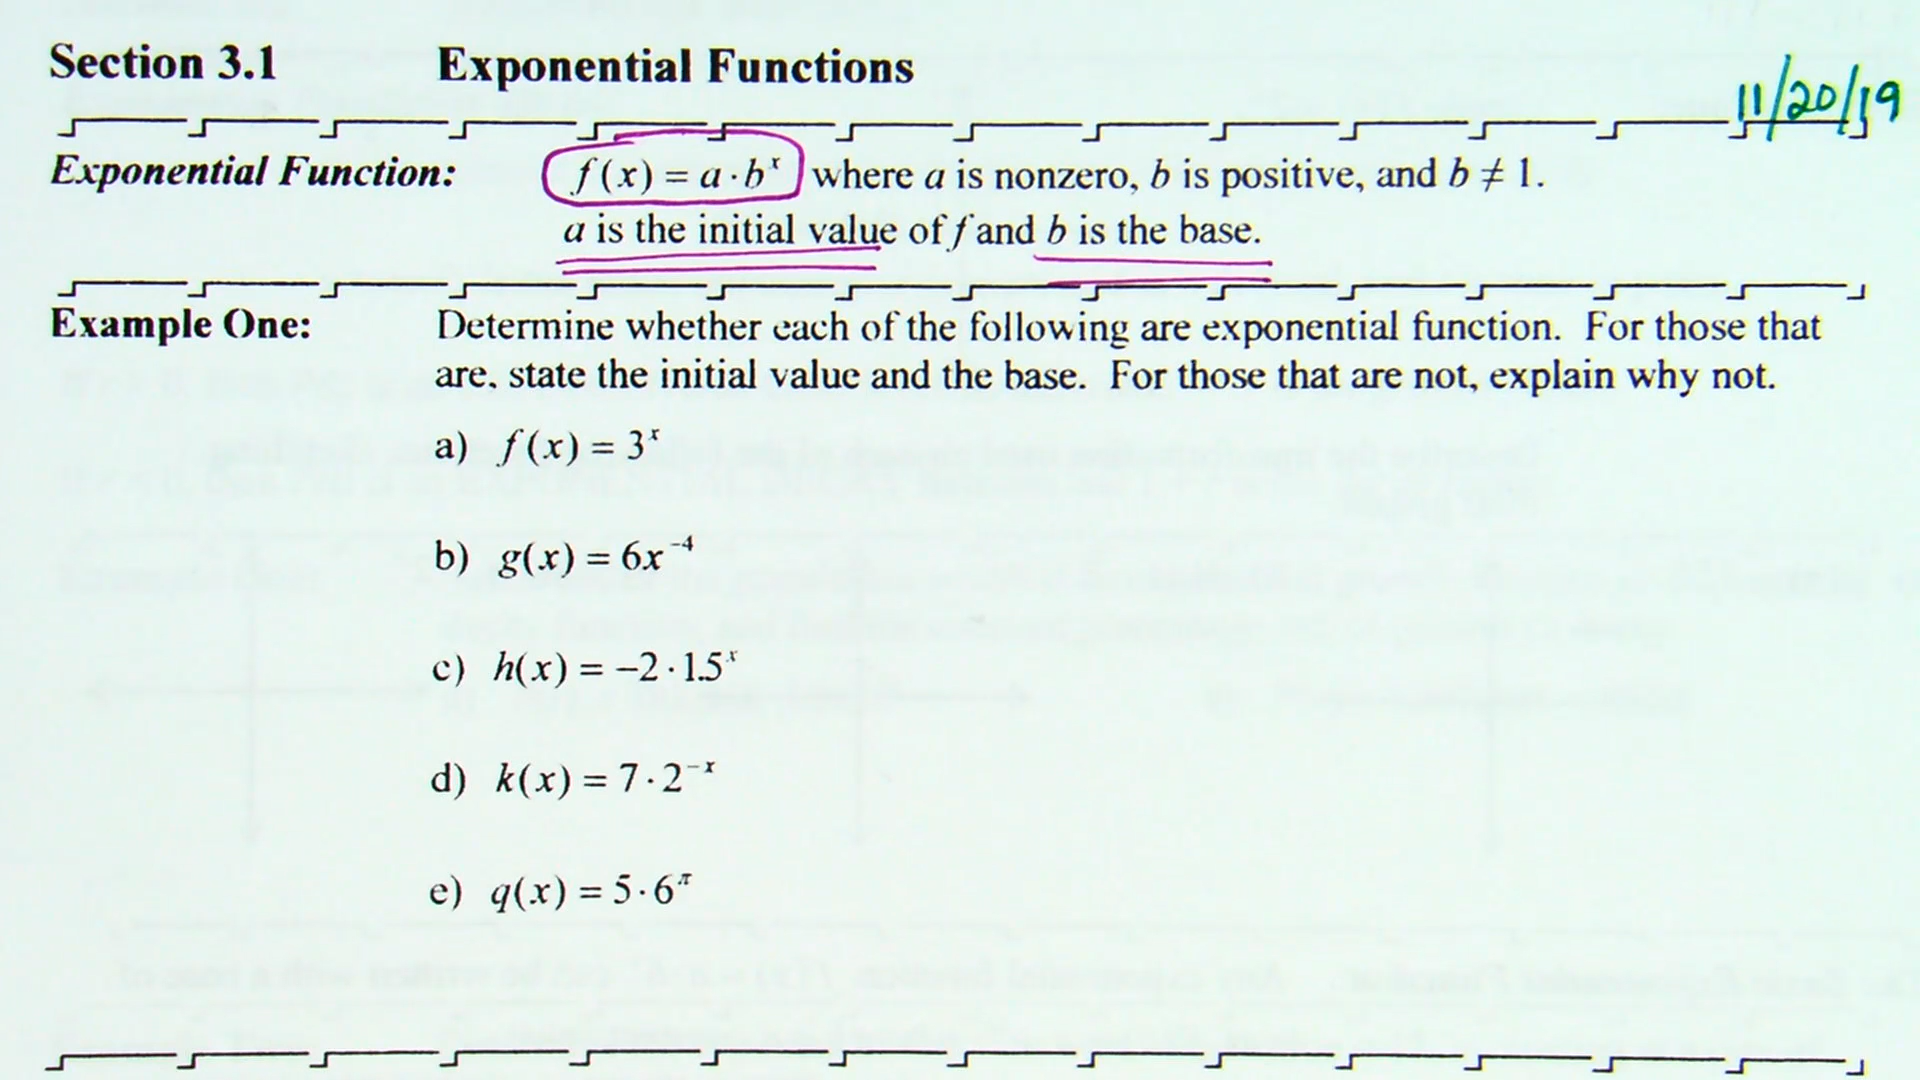 Section 3.1 Exponential Functions
11/20/19
Exponential Function: f(x) = a · b^x where a is nonzero, b is positive, and b ≠ 1.
a is the initial value of f and b is the base.
Example One: Determine whether each of the following are exponential function. For those that
are, state the initial value and the base. For those that are not, explain why not.
a) f(x) = 3^x
b) g(x) = 6x^-4
c) h(x) = -2 · 1.5^x
d) k(x) = 7 · 2^-x
e) q(x) = 5 · 6^π